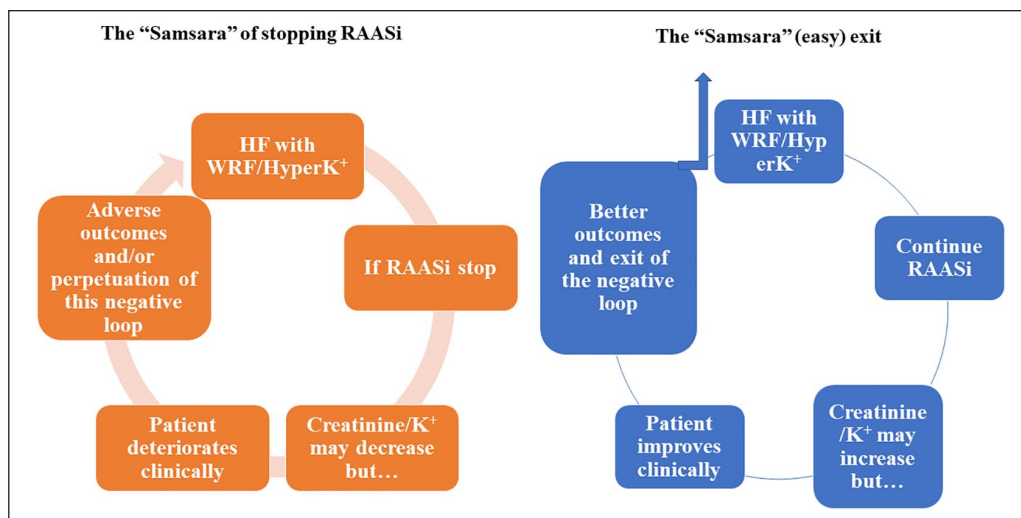 The “Samsara” of stopping RAASi
HF with
WRF/HyperK⁺
If RAASi stop
Creatinine/K⁺
may decrease
but…
Patient
deteriorates
clinically
Adverse
outcomes
and/or
perpetuation of
this negative
loop
The “Samsara” (easy) exit
HF with
WRF/Hyp
erK⁺
Continue
RAASi
Creatinine
/K⁺ may
increase
but…
Patient
improves
clinically
Better
outcomes
and exit of
the negative
loop